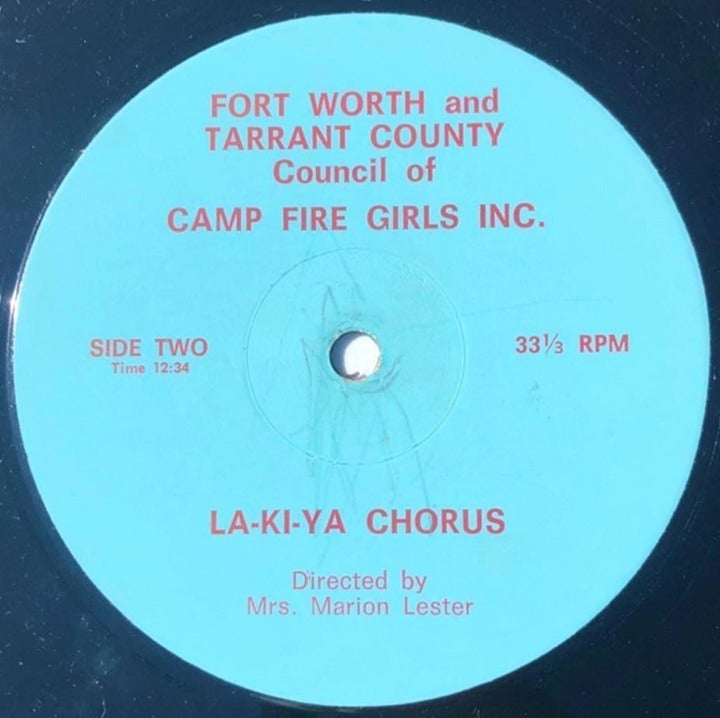 FORT WORTH and
TARRANT COUNTY
Council of
CAMP FIRE GIRLS INC.
SIDE TWO
Time 12:34
33⅓ RPM
LA-KI-YA CHORUS
Directed by
Mrs. Marion Lester